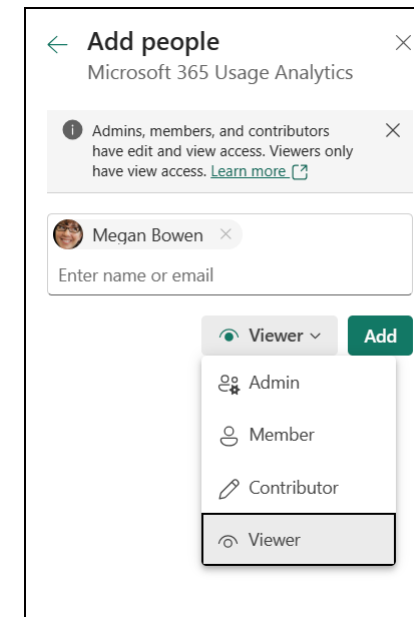 Add people
Microsoft 365 Usage Analytics
Admins, members, and contributors
have edit and view access. Viewers only
have view access. Learn more
Megan Bowen
Enter name or email
Viewer
Add
Admin
Member
Contributor
Viewer